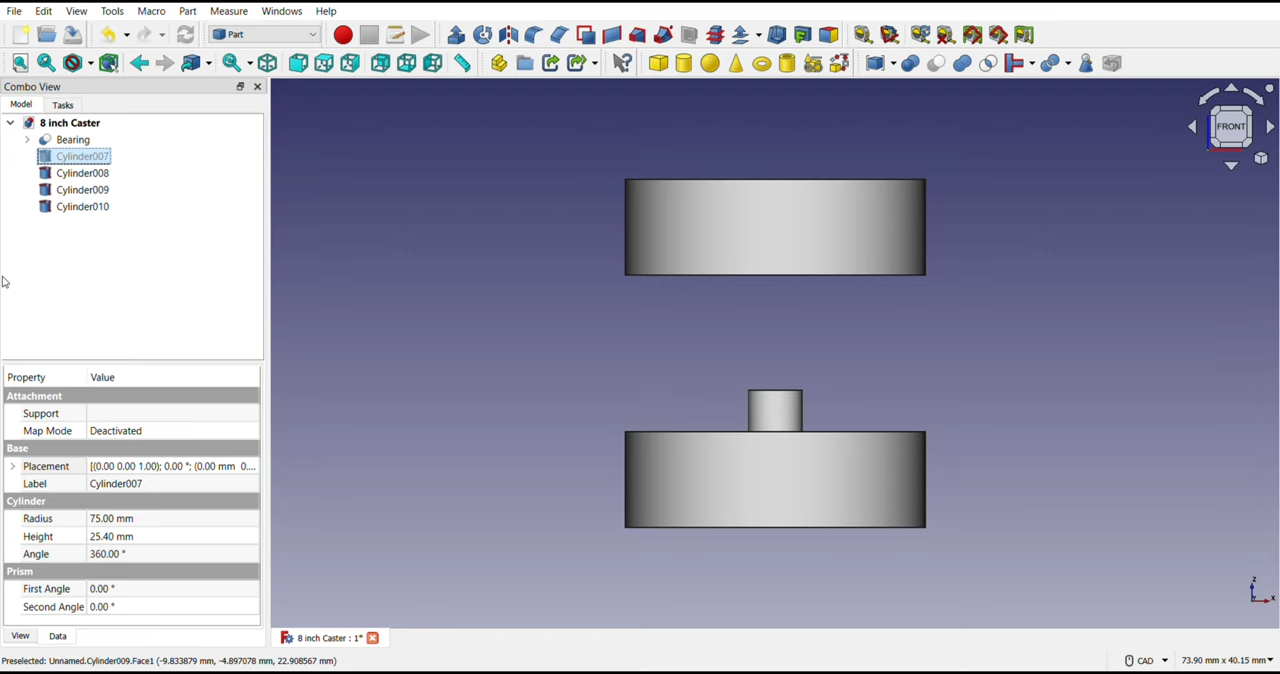 File Edit View Tools Macro Part Measure Windows Help
Part
Combo View
Model Tasks
8 inch Caster
Bearing
Cylinder007
Cylinder008
Cylinder009
Cylinder010
FRONT
Property Value
Attachment
Support
Map Mode Deactivated
Base
Placement [(0.00 0.00 1.00); 0.00 °; (0.00 mm 0....
Label Cylinder007
Cylinder
Radius 75.00 mm
Height 25.40 mm
Angle 360.00 °
Prism
First Angle 0.00 °
Second Angle 0.00 °
z
Y x
View Data
8 inch Caster : 1*
Preselected: Unnamed.Cylinder009.Face1 (-9.833879 mm, -4.897078 mm, 22.908567 mm)
CAD
73.90 mm x 40.15 mm